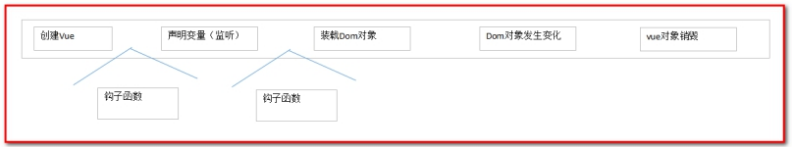 创建Vue
声明变量（监听）
装载Dom对象
Dom对象发生变化
vue对象销毁
钩子函数
钩子函数